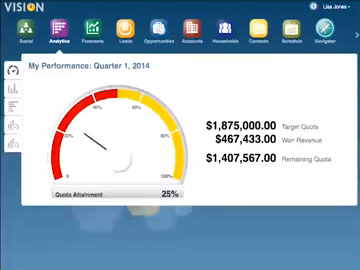 VISION
Lisa Jones
Social Analytics Forecasts Leads Opportunities Accounts Households Contacts Schedule Navigator
My Performance: Quarter 1, 2014
0 20% 40% 60% 80% 100%
$1,875,000.00 Target Quota
$467,433.00 Won Revenue
$1,407,567.00 Remaining Quota
Quota Attainment 25%